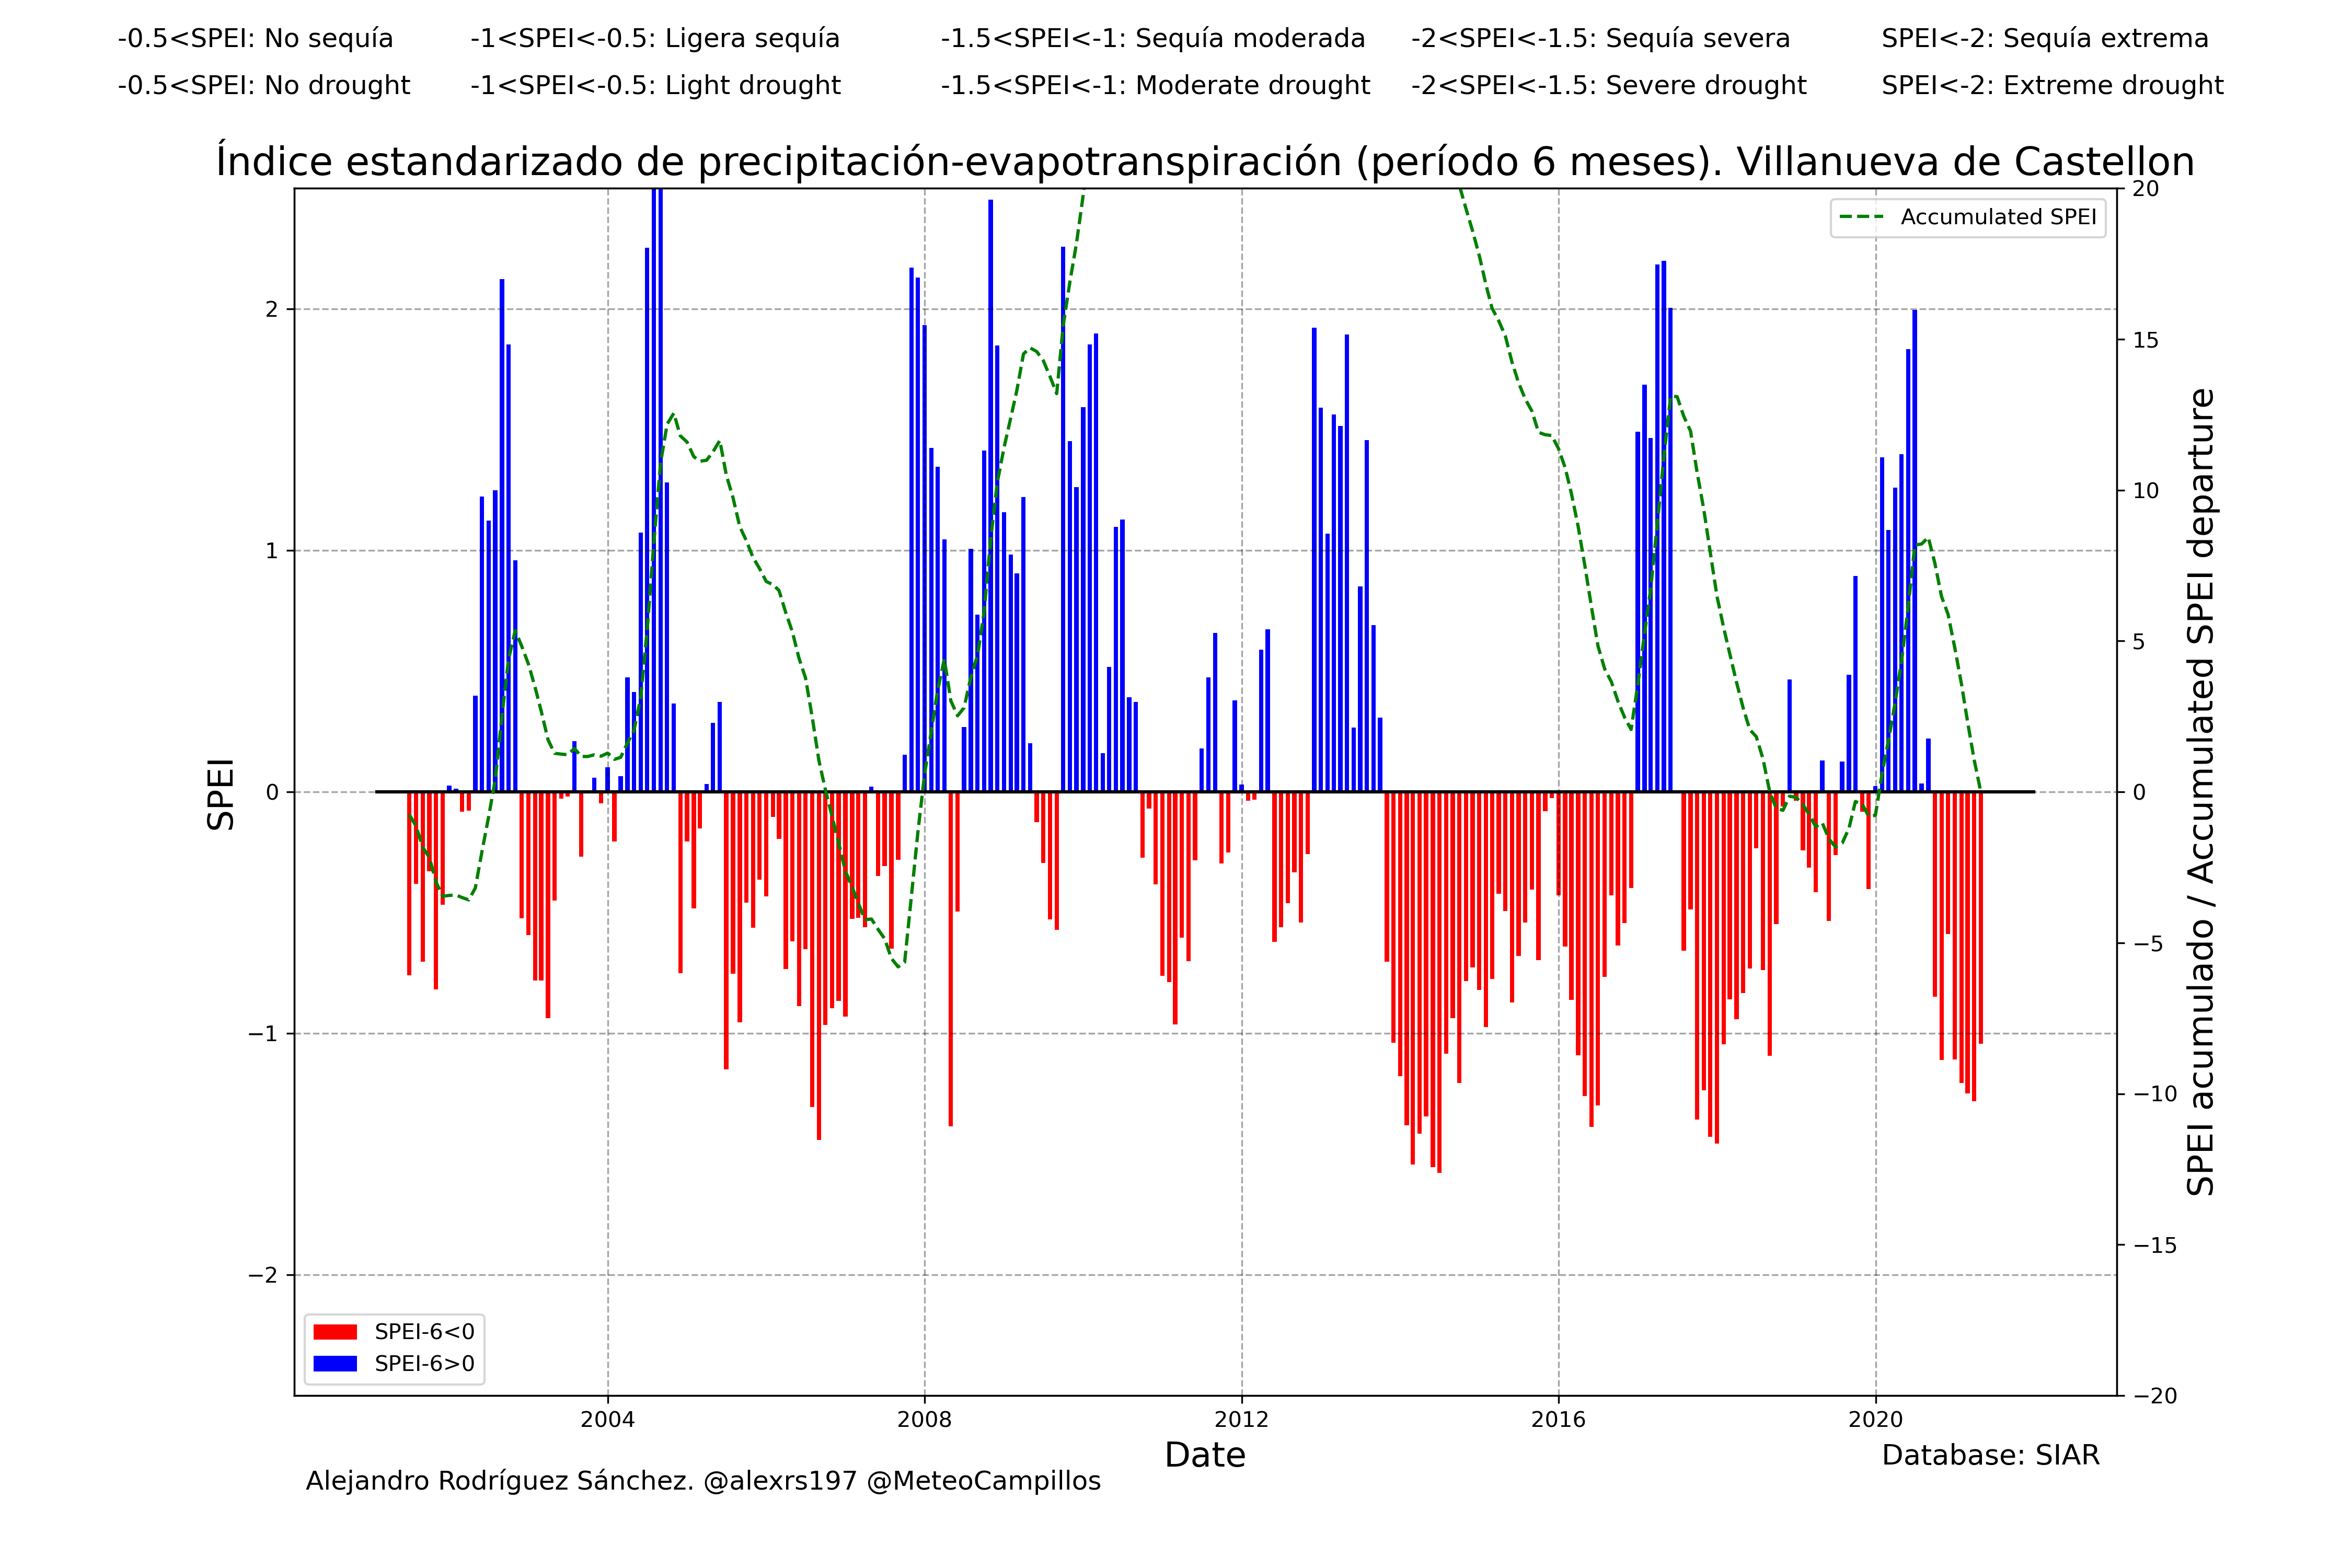 -0.5<SPEI: No sequía -1<SPEI<-0.5: Ligera sequía -1.5<SPEI<-1: Sequía moderada -2<SPEI<-1.5: Sequía severa SPEI<-2: Sequía extrema
-0.5<SPEI: No drought -1<SPEI<-0.5: Light drought -1.5<SPEI<-1: Moderate drought -2<SPEI<-1.5: Severe drought SPEI<-2: Extreme drought
Índice estandarizado de precipitación-evapotranspiración (período 6 meses). Villanueva de Castellon
Accumulated SPEI
2
1
0
−1
−2
SPEI
20
15
10
5
0
−5
−10
−15
−20
SPEI acumulado / Accumulated SPEI departure
SPEI-6<0
SPEI-6>0
2004 2008 2012 2016 2020
Date
Database: SIAR
Alejandro Rodríguez Sánchez. @alexrs197 @MeteoCampillos